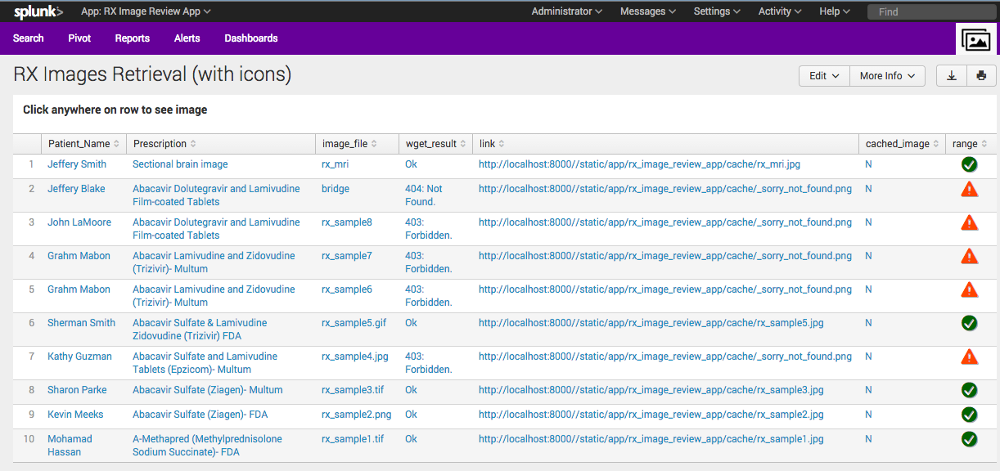 splunk> App: RX Image Review App Administrator Messages Settings Activity Help Find
Search Pivot Reports Alerts Dashboards
RX Images Retrieval (with icons) Edit More Info
Click anywhere on row to see image
Patient_Name Prescription image_file wget_result link cached_image range
1 Jeffery Smith Sectional brain image rx_mri Ok http://localhost:8000//static/app/rx_image_review_app/cache/rx_mri.jpg N
2 Jeffery Blake Abacavir Dolutegravir and Lamivudine bridge 404: Not http://localhost:8000//static/app/rx_image_review_app/cache/_sorry_not_found.png N
Film-coated Tablets Found.
3 John LaMoore Abacavir Dolutegravir and Lamivudine rx_sample8 403: http://localhost:8000//static/app/rx_image_review_app/cache/_sorry_not_found.png N
Film-coated Tablets Forbidden.
4 Grahm Mabon Abacavir Lamivudine and Zidovudine rx_sample7 403: http://localhost:8000//static/app/rx_image_review_app/cache/_sorry_not_found.png N
(Trizivir)- Multum Forbidden.
5 Grahm Mabon Abacavir Lamivudine and Zidovudine rx_sample6 403: http://localhost:8000//static/app/rx_image_review_app/cache/_sorry_not_found.png N
(Trizivir)- Multum Forbidden.
6 Sherman Smith Abacavir Sulfate & Lamivudine rx_sample5.gif Ok http://localhost:8000//static/app/rx_image_review_app/cache/rx_sample5.jpg N
Zidovudine (Trizivir) FDA
7 Kathy Guzman Abacavir Sulfate and Lamivudine rx_sample4.jpg 403: http://localhost:8000//static/app/rx_image_review_app/cache/_sorry_not_found.png N
Tablets (Epzicom)- Multum Forbidden.
8 Sharon Parke Abacavir Sulfate (Ziagen)- Multum rx_sample3.tif Ok http://localhost:8000//static/app/rx_image_review_app/cache/rx_sample3.jpg N
9 Kevin Meeks Abacavir Sulfate (Ziagen)- FDA rx_sample2.png Ok http://localhost:8000//static/app/rx_image_review_app/cache/rx_sample2.jpg N
10 Mohamad A-Methapred (Methylprednisolone rx_sample1.tif Ok http://localhost:8000//static/app/rx_image_review_app/cache/rx_sample1.jpg N
Hassan Sodium Succinate)- FDA